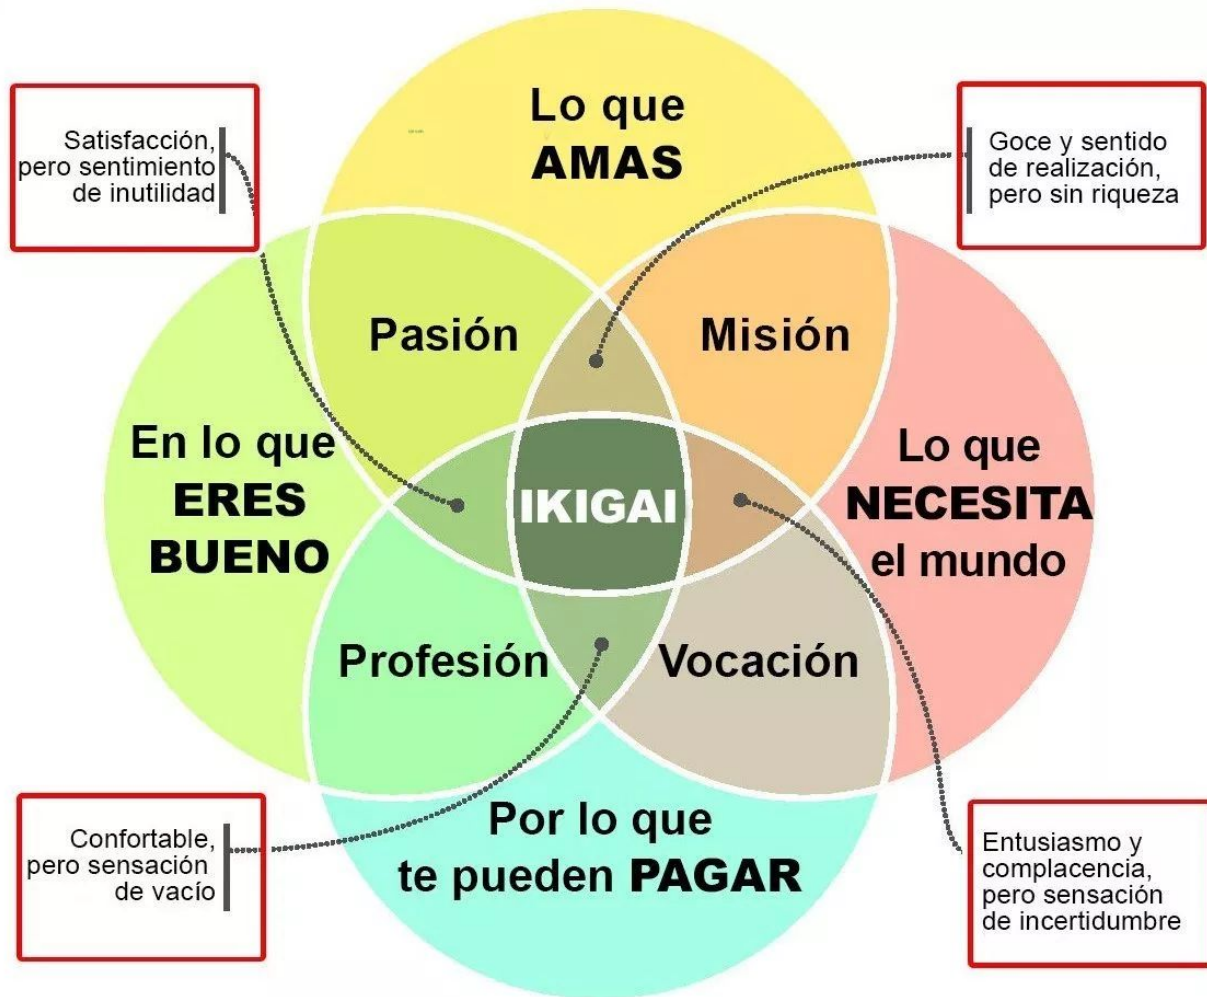 Lo que
AMAS
Satisfacción,
pero sentimiento
de inutilidad
Goce y sentido
de realización,
pero sin riqueza
Pasión
Misión
En lo que
ERES
BUENO
IKIGAI
Lo que
NECESITA
el mundo
Profesión
Vocación
Por lo que
te pueden PAGAR
Confortable,
pero sensación
de vacío
Entusiasmo y
complacencia,
pero sensación
de incertidumbre